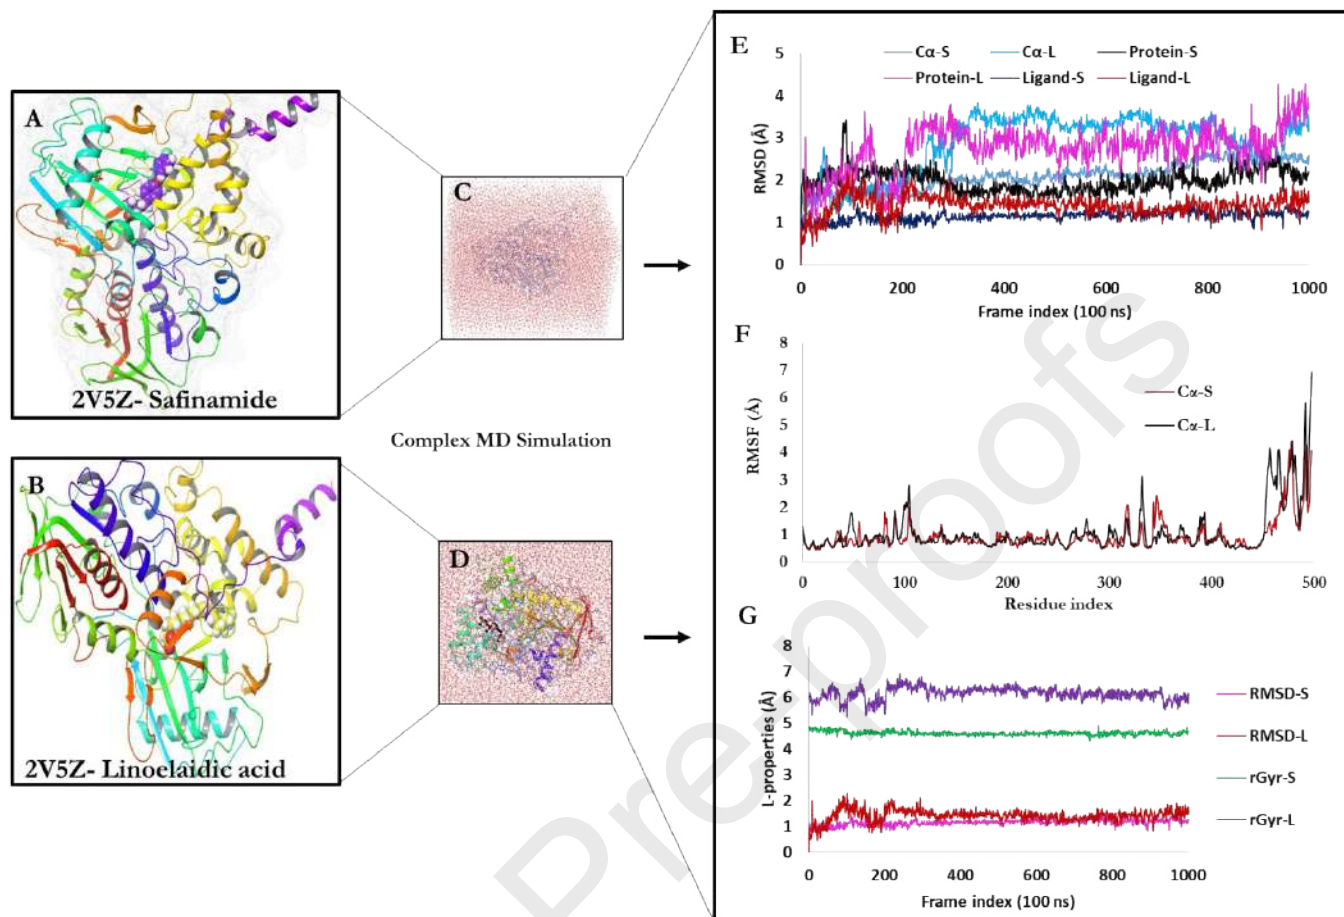 A
2V5Z- Safinamide
B
2V5Z- Linoelaidic acid
C
Complex MD Simulation
D
E
Cα-S
Cα-L
Protein-S
Protein-L
Ligand-S
Ligand-L
RMSD (Å)
5
4
3
2
1
0
0 200 400 600 800 1000
Frame index (100 ns)
F
RMSF (Å)
8
7
6
5
4
3
2
1
0
Cα-S
Cα-L
0 100 200 300 400 500
Residue index
G
L-properties (Å)
8
7
6
5
4
3
2
1
0
RMSD-S
RMSD-L
rGyr-S
rGyr-L
0 200 400 600 800 1000
Frame index (100 ns)
Pre-proofs